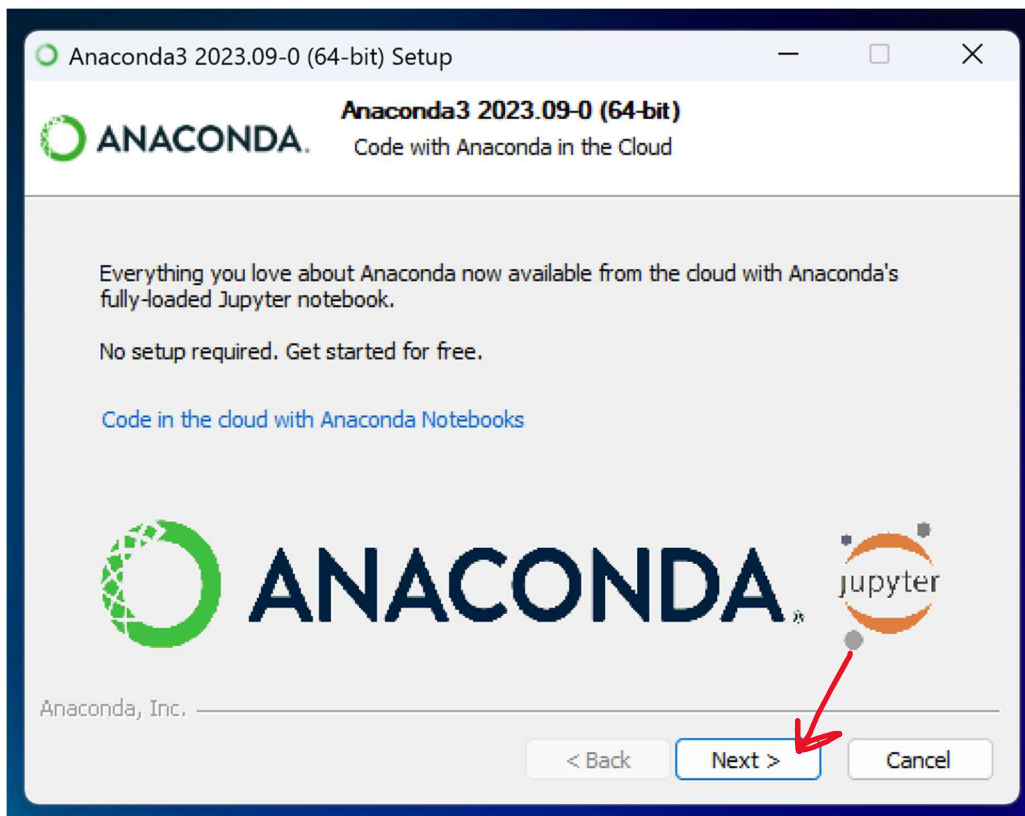 Anaconda3 2023.09-0 (64-bit) Setup
ANACONDA.
Anaconda3 2023.09-0 (64-bit)
Code with Anaconda in the Cloud
Everything you love about Anaconda now available from the cloud with Anaconda's
fully-loaded Jupyter notebook.
No setup required. Get started for free.
Code in the cloud with Anaconda Notebooks
ANACONDA®
jupyter
Anaconda, Inc.
< Back
Next >
Cancel